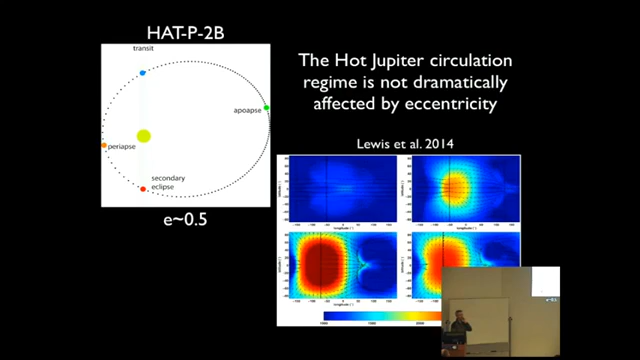 HAT-P-2B
transit
apoapse
periapse
secondary
eclipse
e~0.5
The Hot Jupiter circulation
regime is not dramatically
affected by eccentricity
Lewis et al. 2014